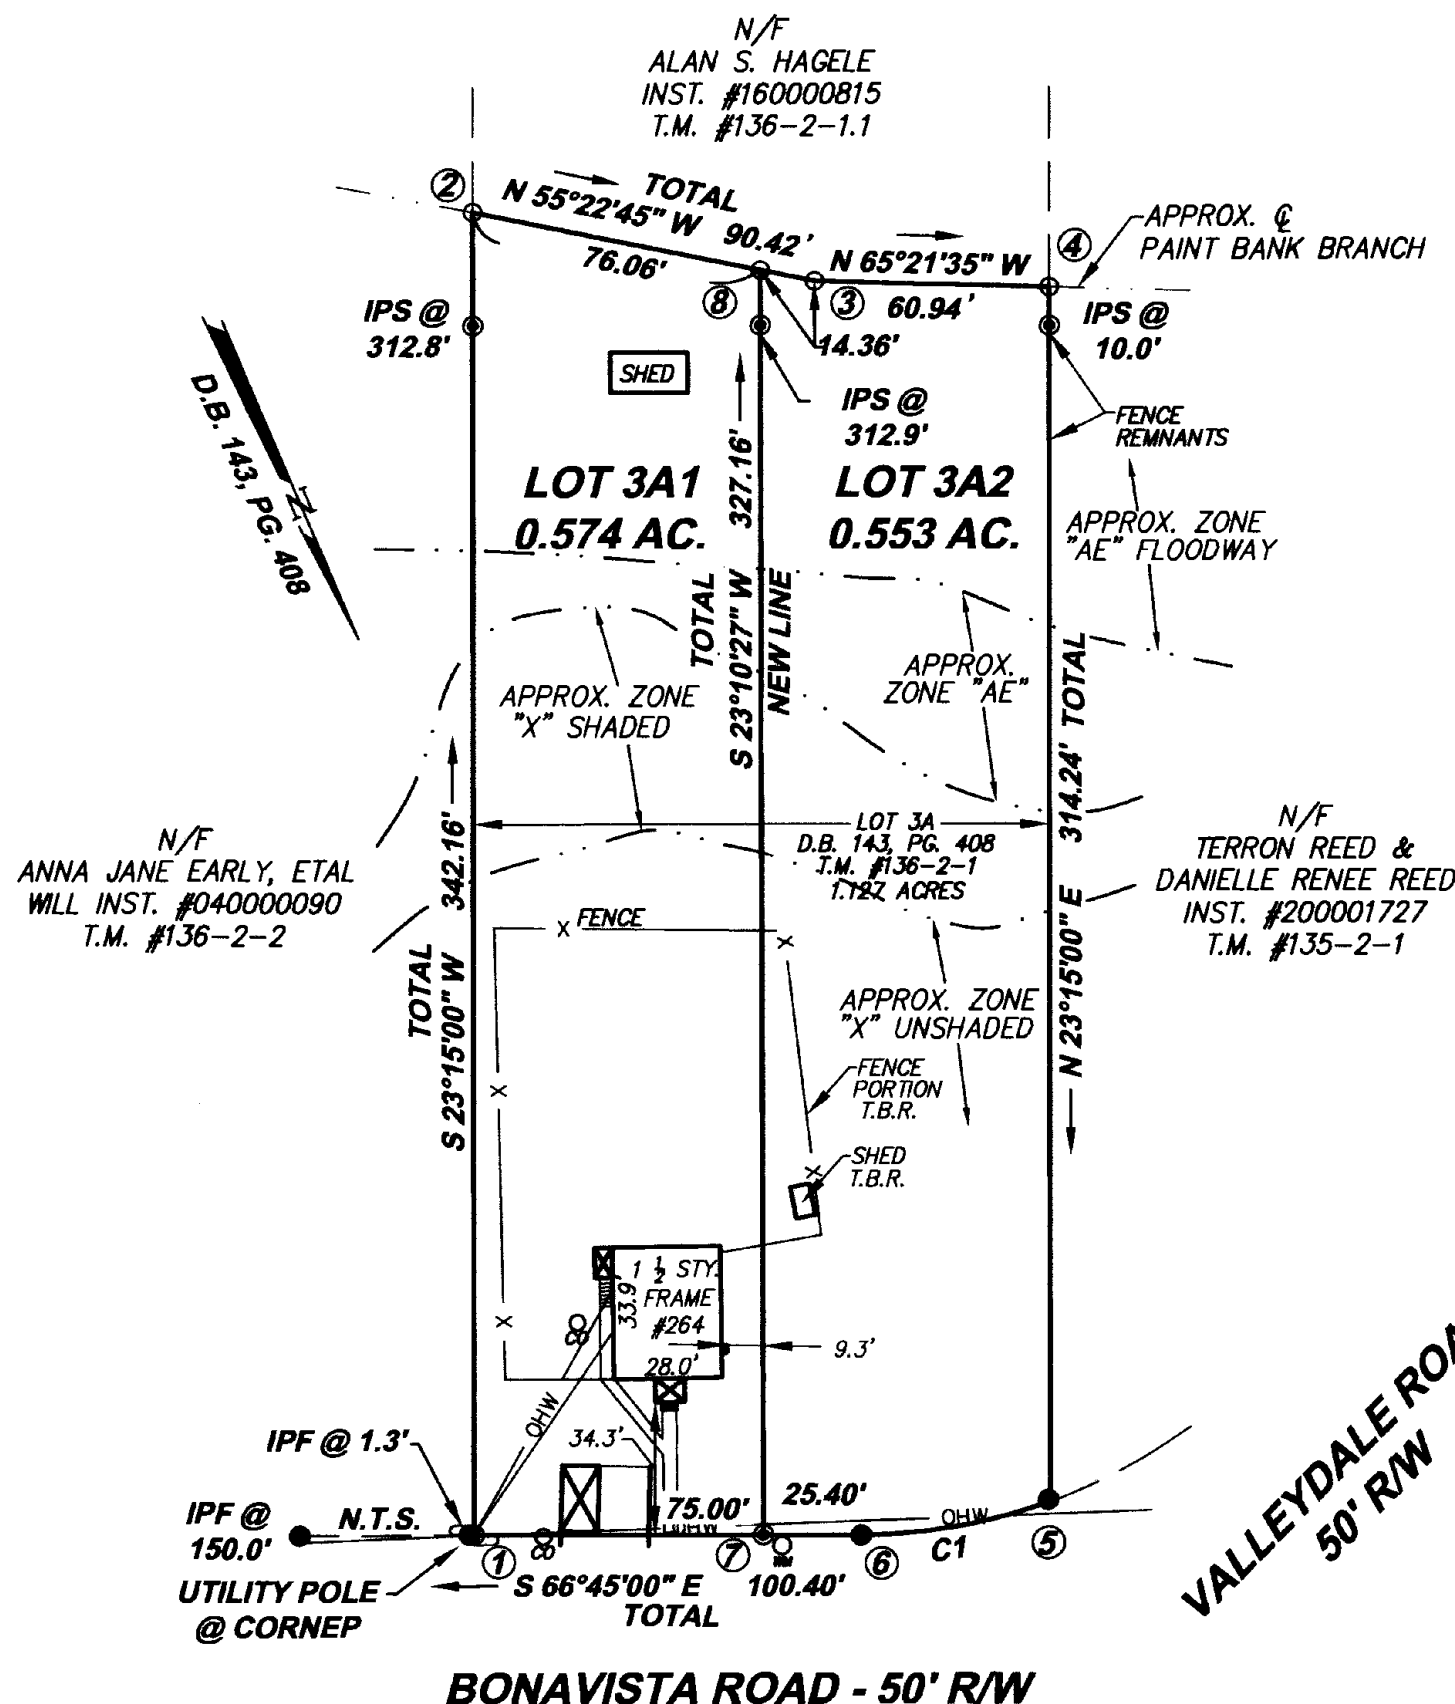 N/F
ALAN S. HAGELE
INST. #160000815
T.M. #136-2-1.1
2
N 55°22'45" W
TOTAL
90.42'
76.06'
N 65°21'35" W
60.94'
4
APPROX. ℄
PAINT BANK BRANCH
IPS @
312.8'
8
3
14.36'
IPS @
10.0'
SHED
IPS @
312.9'
FENCE
REMNANTS
D.B. 143, PG. 408
N
LOT 3A1
0.574 AC.
LOT 3A2
0.553 AC.
APPROX. ZONE
"AE" FLOODWAY
TOTAL
S 23°10'27" W 327.16'
NEW LINE
APPROX. ZONE
"X" SHADED
APPROX.
ZONE "AE"
N 23°15'00" E 314.24' TOTAL
TOTAL
S 23°15'00" W 342.16'
N/F
ANNA JANE EARLY, ETAL
WILL INST. #040000090
T.M. #136-2-2
LOT 3A
D.B. 143, PG. 408
T.M. #136-2-1
1.127 ACRES
N/F
TERRON REED &
DANIELLE RENEE REED
INST. #200001727
T.M. #135-2-1
X FENCE
X
APPROX. ZONE
"X" UNSHADED
X
FENCE
PORTION
T.B.R.
X
SHED
T.B.R.
X
1 1/2 STY.
FRAME
#264
33.9'
28.0'
9.3'
OHW
34.3'
IPF @ 1.3'
IPF @
150.0'
N.T.S.
75.00'
25.40'
OHW
OHW
1
7
6
C1
5
UTILITY POLE
@ CORNEP
S 66°45'00" E
TOTAL
100.40'
VALLEYDALE ROA
50' R/W
BONAVISTA ROAD - 50' R/W